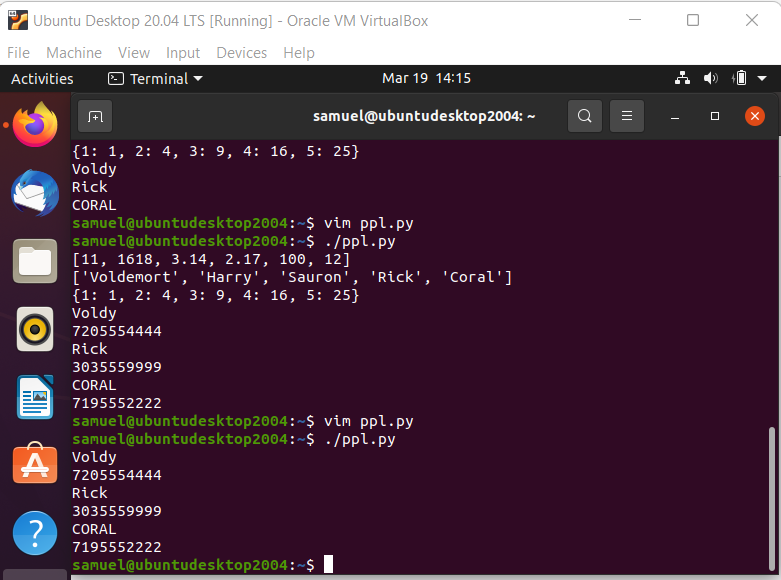 Ubuntu Desktop 20.04 LTS [Running] - Oracle VM VirtualBox
File Machine View Input Devices Help
Activities Terminal Mar 19 14:15
samuel@ubuntudesktop2004: ~
{1: 1, 2: 4, 3: 9, 4: 16, 5: 25}
Voldy
Rick
CORAL
samuel@ubuntudesktop2004:~$ vim ppl.py
samuel@ubuntudesktop2004:~$ ./ppl.py
[11, 1618, 3.14, 2.17, 100, 12]
['Voldemort', 'Harry', 'Sauron', 'Rick', 'Coral']
{1: 1, 2: 4, 3: 9, 4: 16, 5: 25}
Voldy
7205554444
Rick
3035559999
CORAL
7195552222
samuel@ubuntudesktop2004:~$ vim ppl.py
samuel@ubuntudesktop2004:~$ ./ppl.py
Voldy
7205554444
Rick
3035559999
CORAL
7195552222
samuel@ubuntudesktop2004:~$